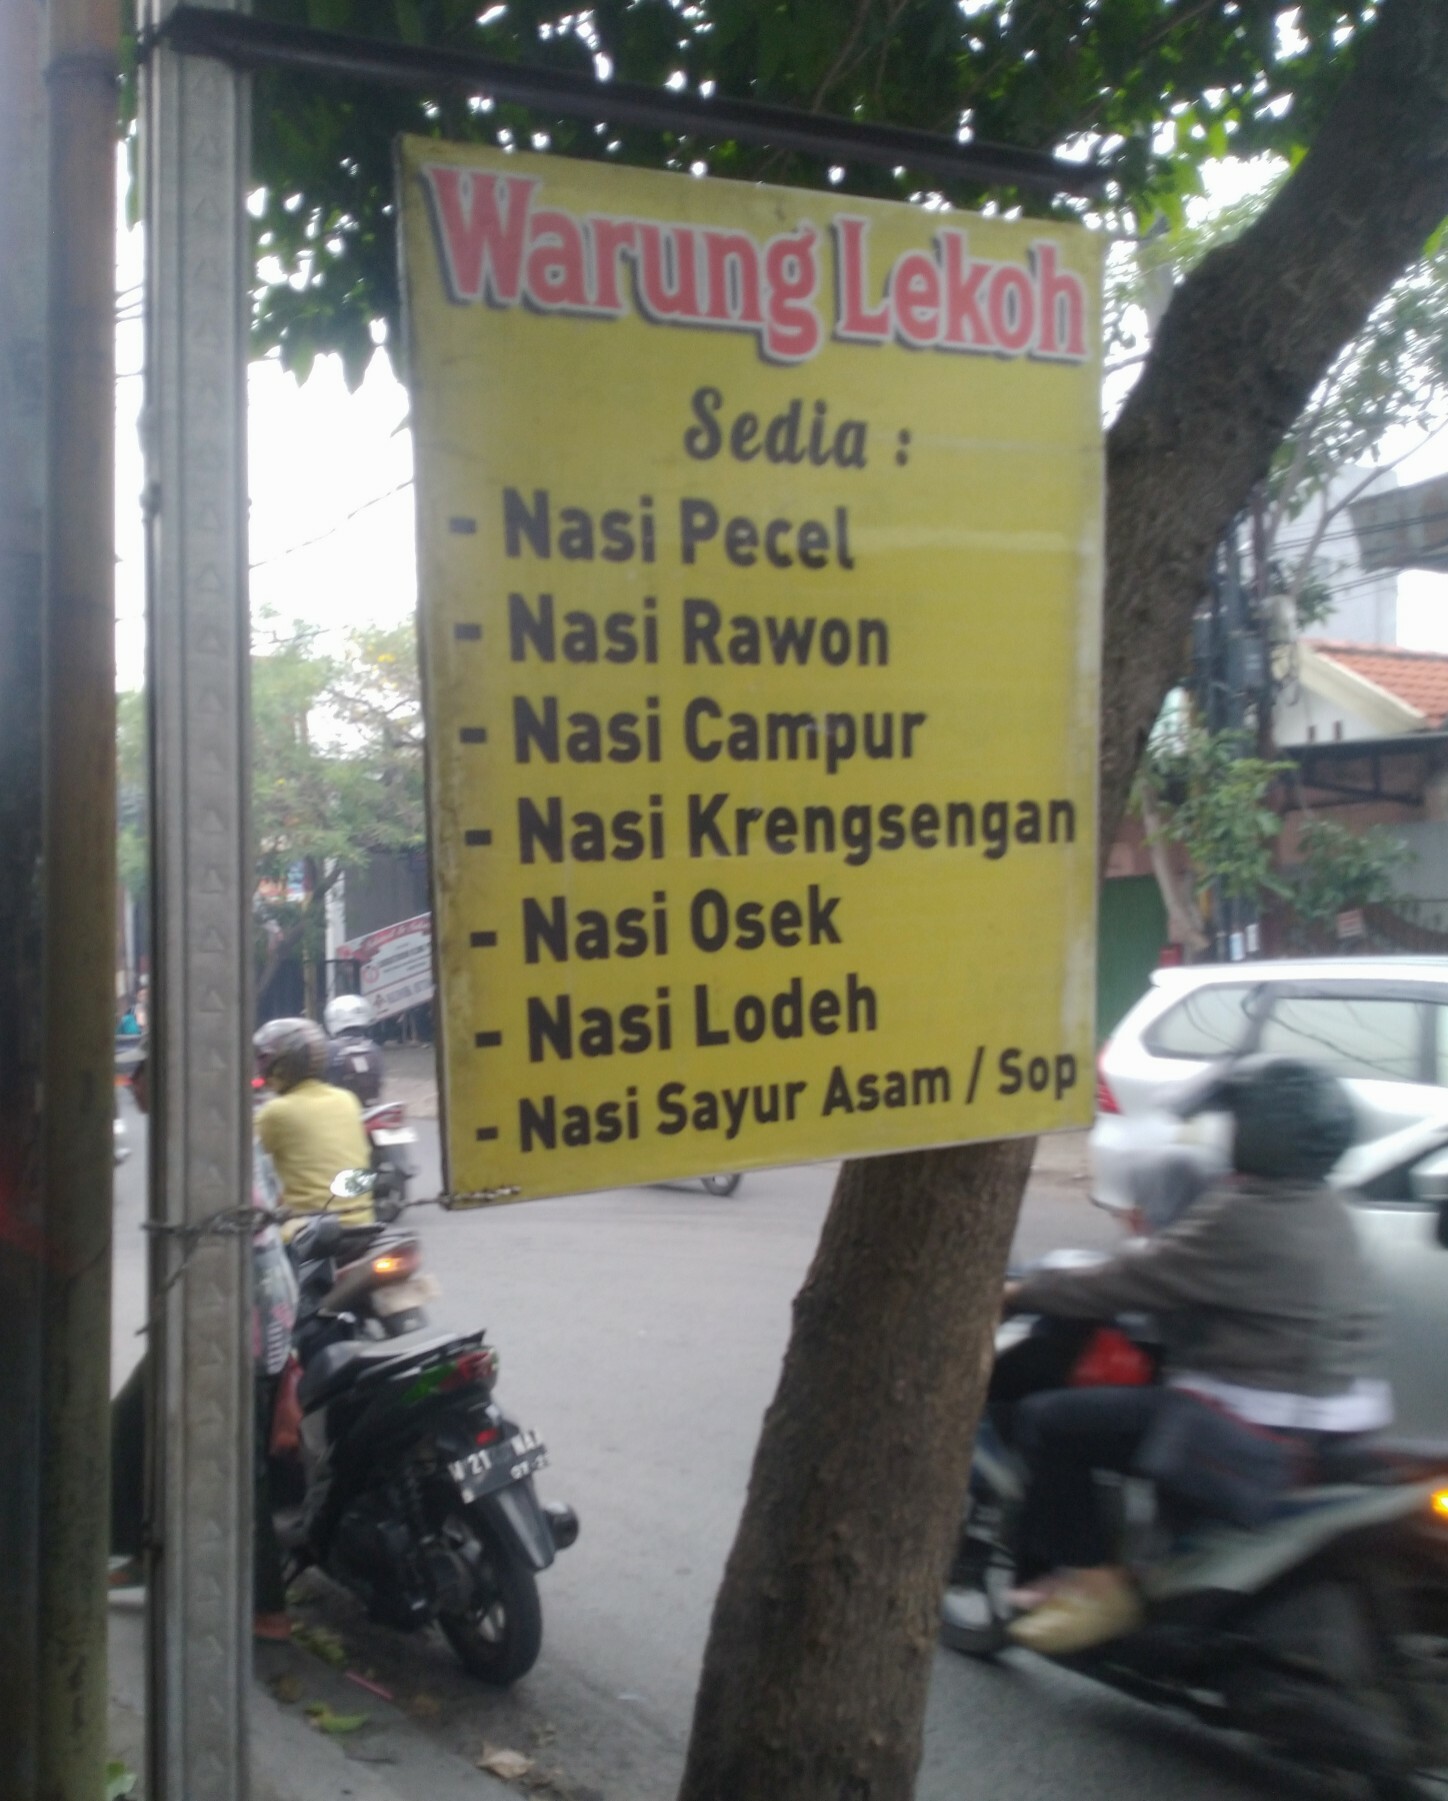 Warung Lekoh
Sedia :
- Nasi Pecel
- Nasi Rawon
- Nasi Campur
- Nasi Krengsengan
- Nasi Osek
- Nasi Lodeh
- Nasi Sayur Asam / Sop